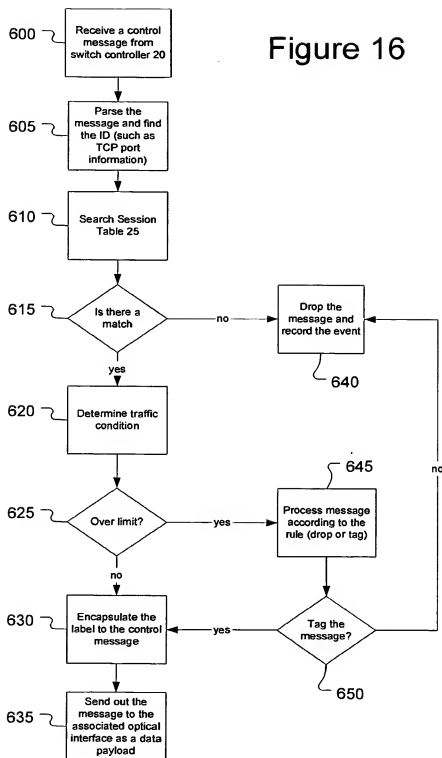 Figure 16
600
Receive a control
message from
switch controller 20
605
Parse the
message and find
the ID (such as
TCP port
information)
610
Search Session
Table 25
615
Is there a
match
no
Drop the
message and
record the event
640
yes
620
Determine traffic
condition
no
645
625
Over limit?
yes
Process message
according to the
rule (drop or tag)
no
630
Encapsulate the
label to the control
message
yes
Tag the
message?
650
635
Send out the
message to the
associated optical
interface as a data
payload